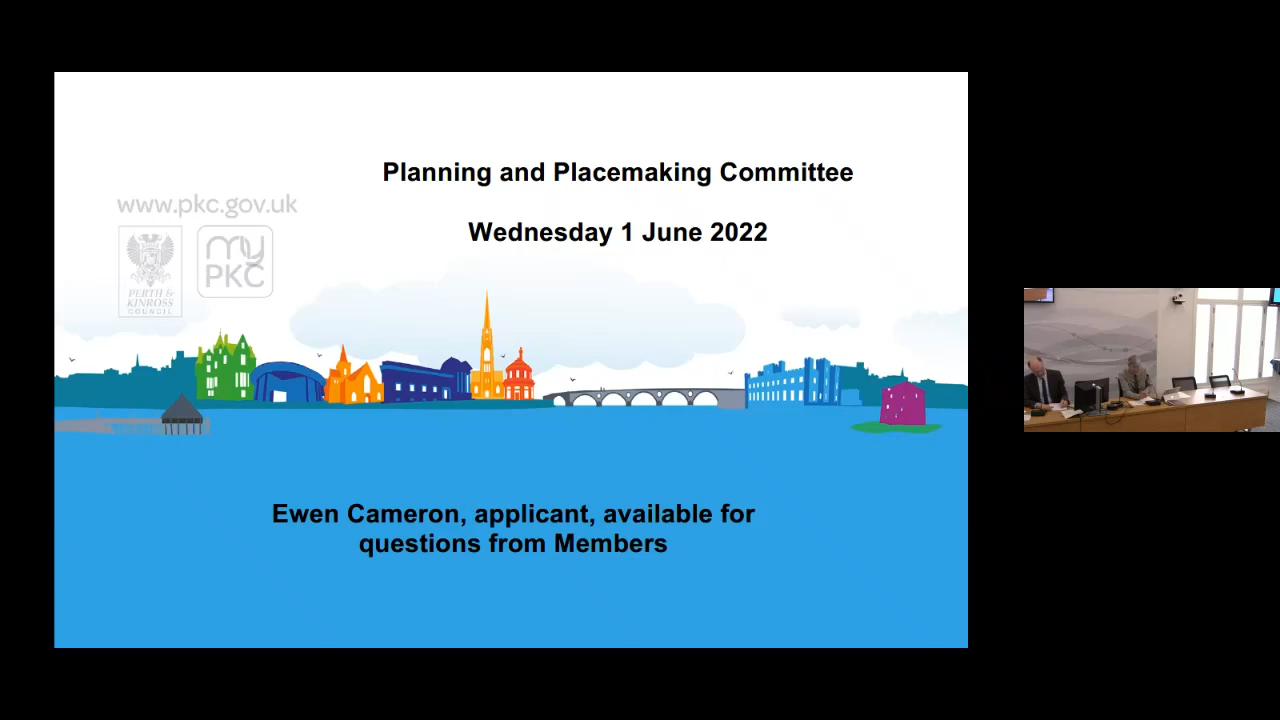 Planning and Placemaking Committee
Wednesday 1 June 2022
www.pkc.gov.uk
PERTH &
KINROSS
COUNCIL
my
PKC
Ewen Cameron, applicant, available for
questions from Members